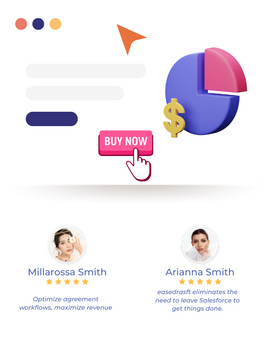 BUY NOW
Millarossa Smith
Optimize agreement
workflows, maximize revenue
Arianna Smith
easedrasft eliminates the
need to leave Salesforce to
get things done.